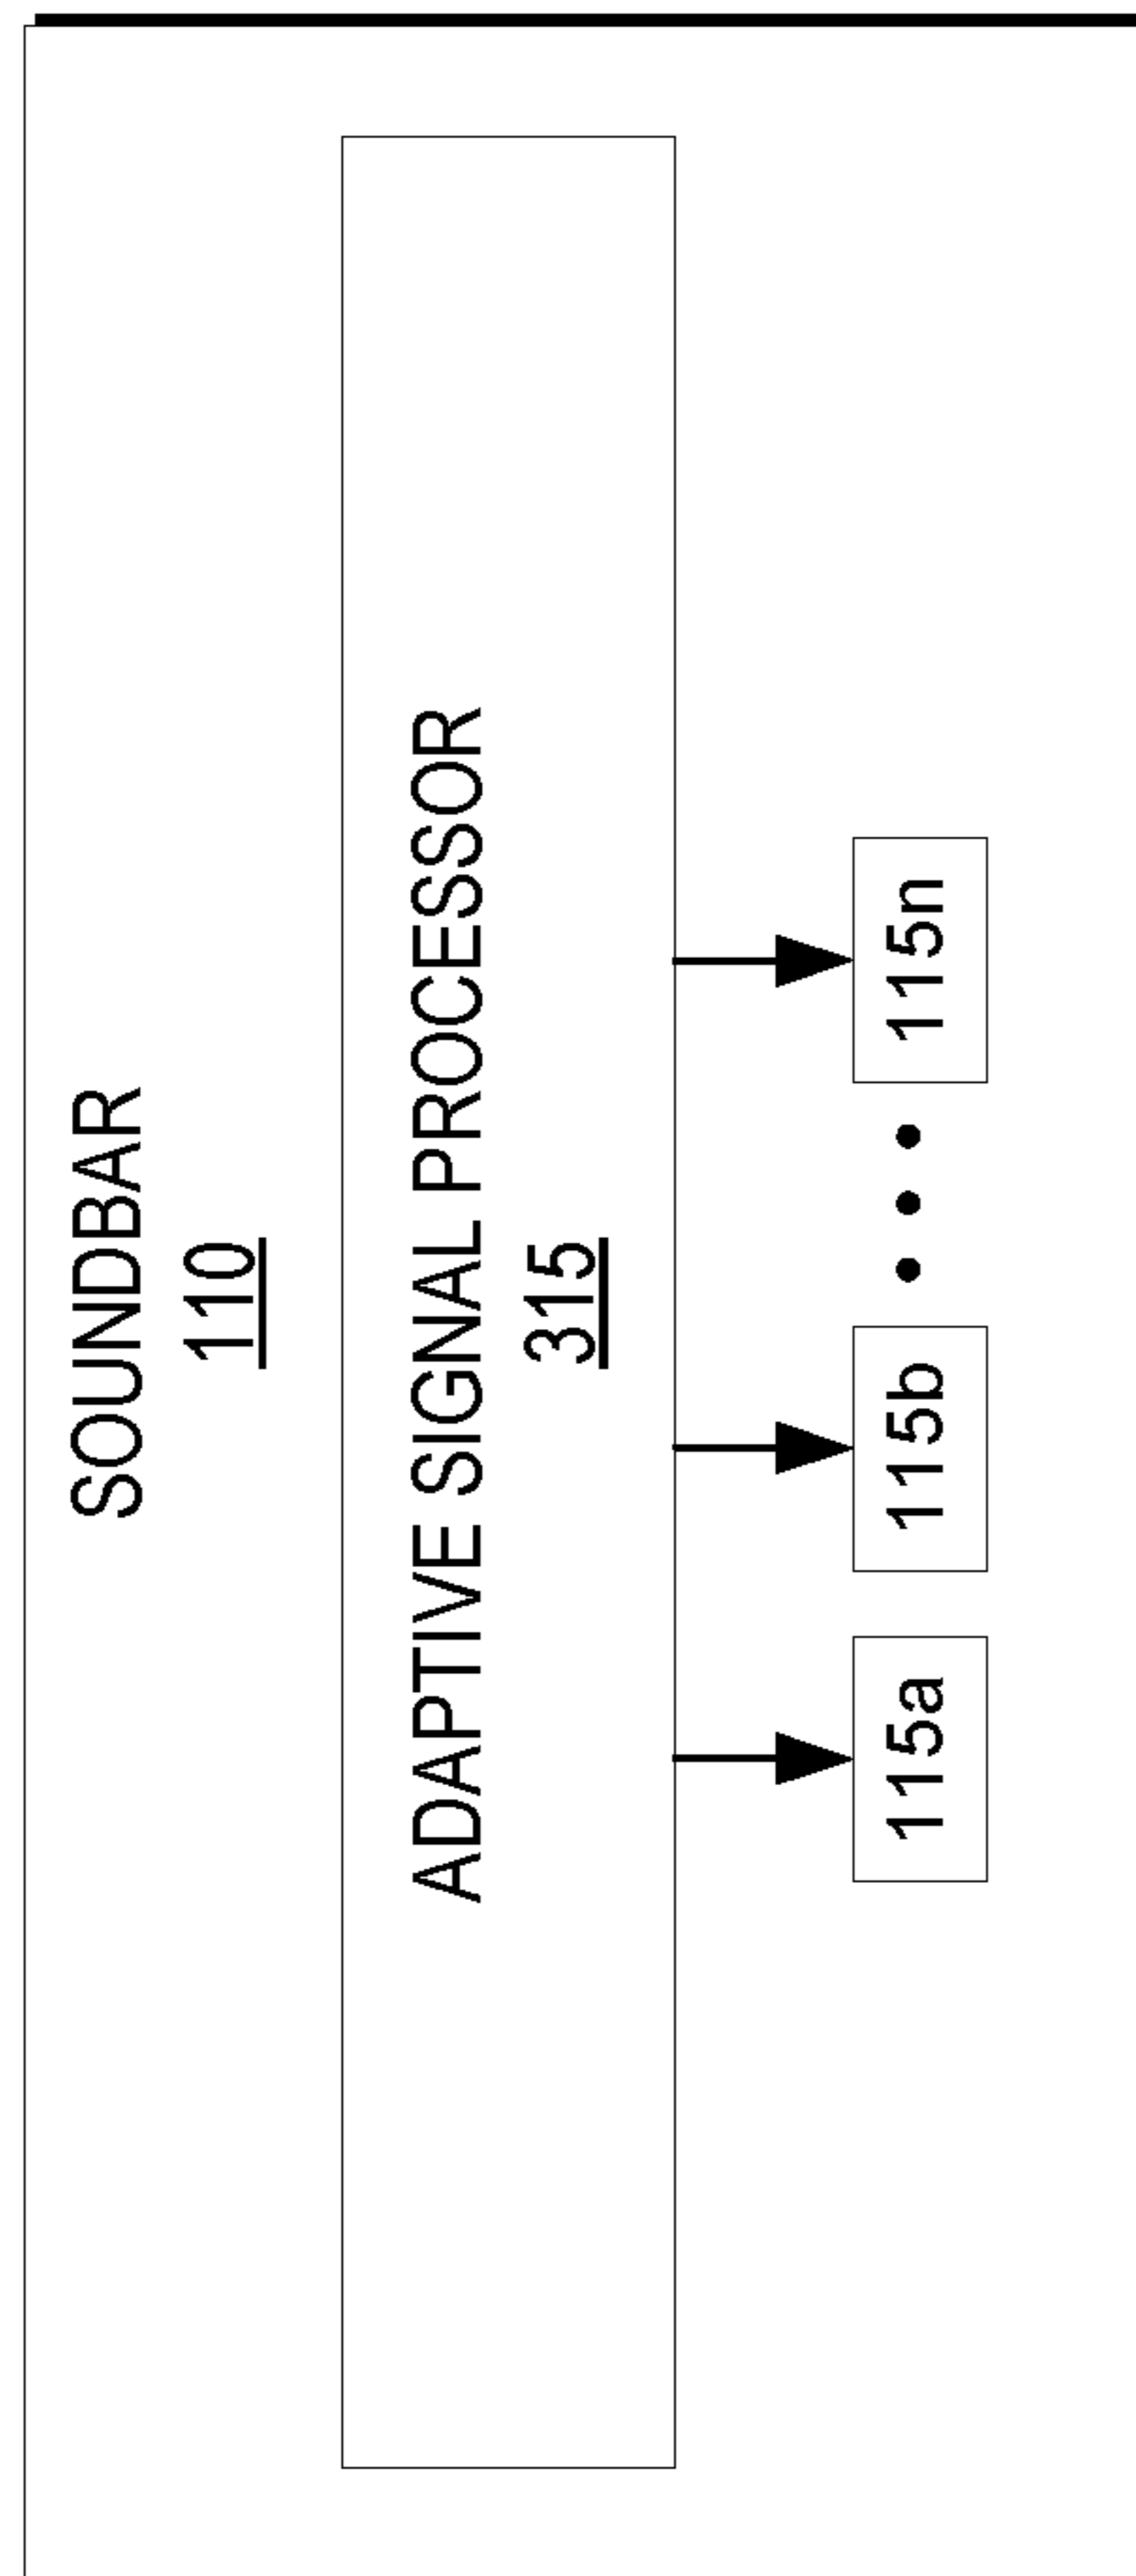 SOUNDBAR
110
ADAPTIVE SIGNAL PROCESSOR
315
115a
115b
115n